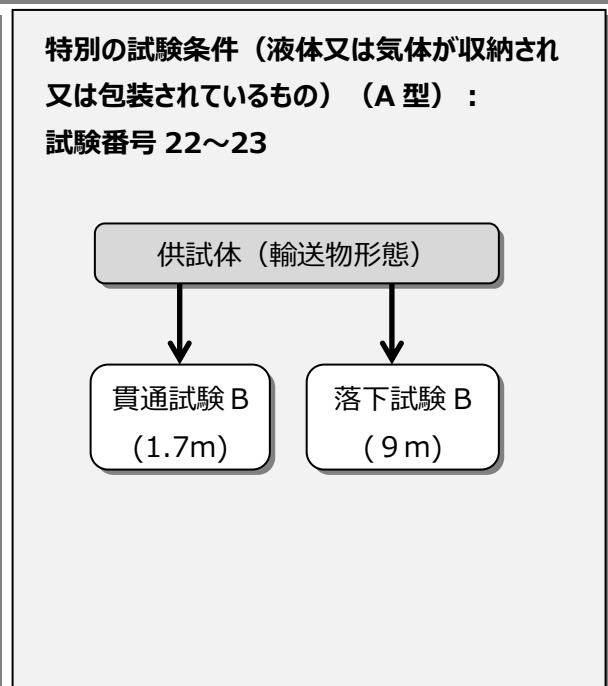 特別の試験条件（液体又は気体が収納され
又は包装されているもの）（A 型）：
試験番号 22～23
供試体（輸送物形態）
貫通試験 B
(1.7m)
落下試験 B
(９m)